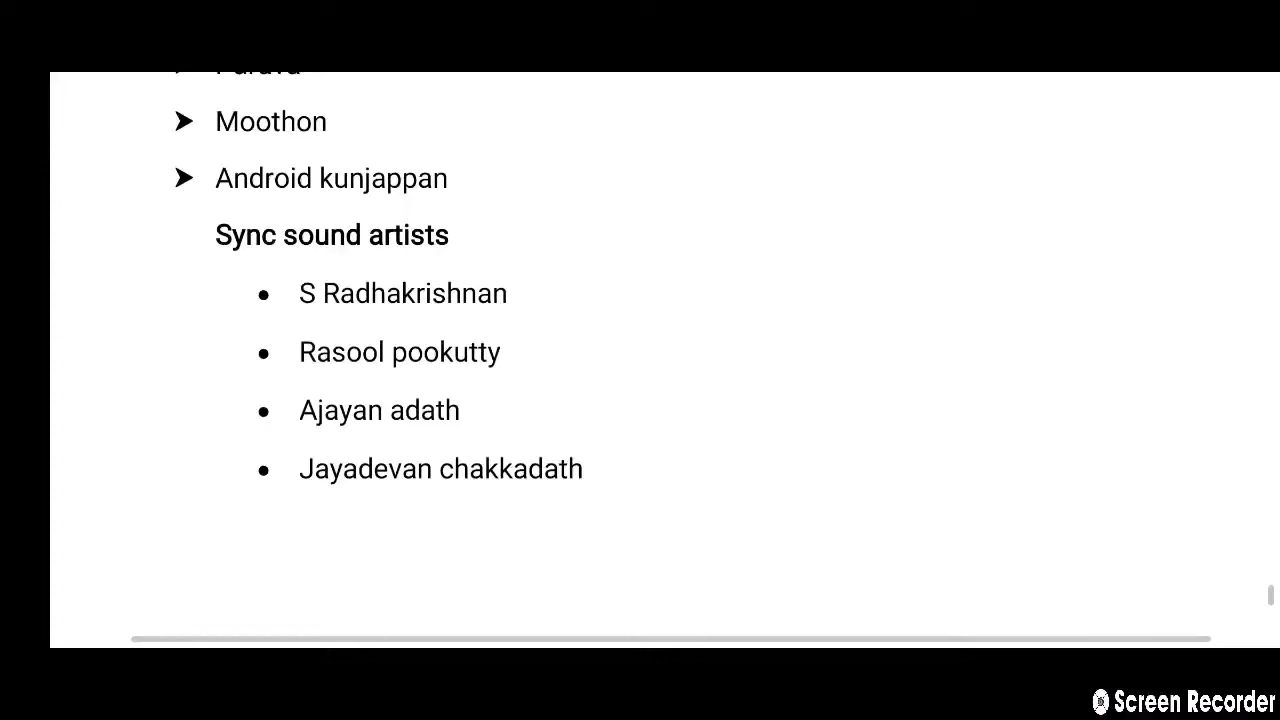 ➤ Moothon
➤ Android kunjappan
Sync sound artists
• S Radhakrishnan
• Rasool pookutty
• Ajayan adath
• Jayadevan chakkadath
Screen Recorder